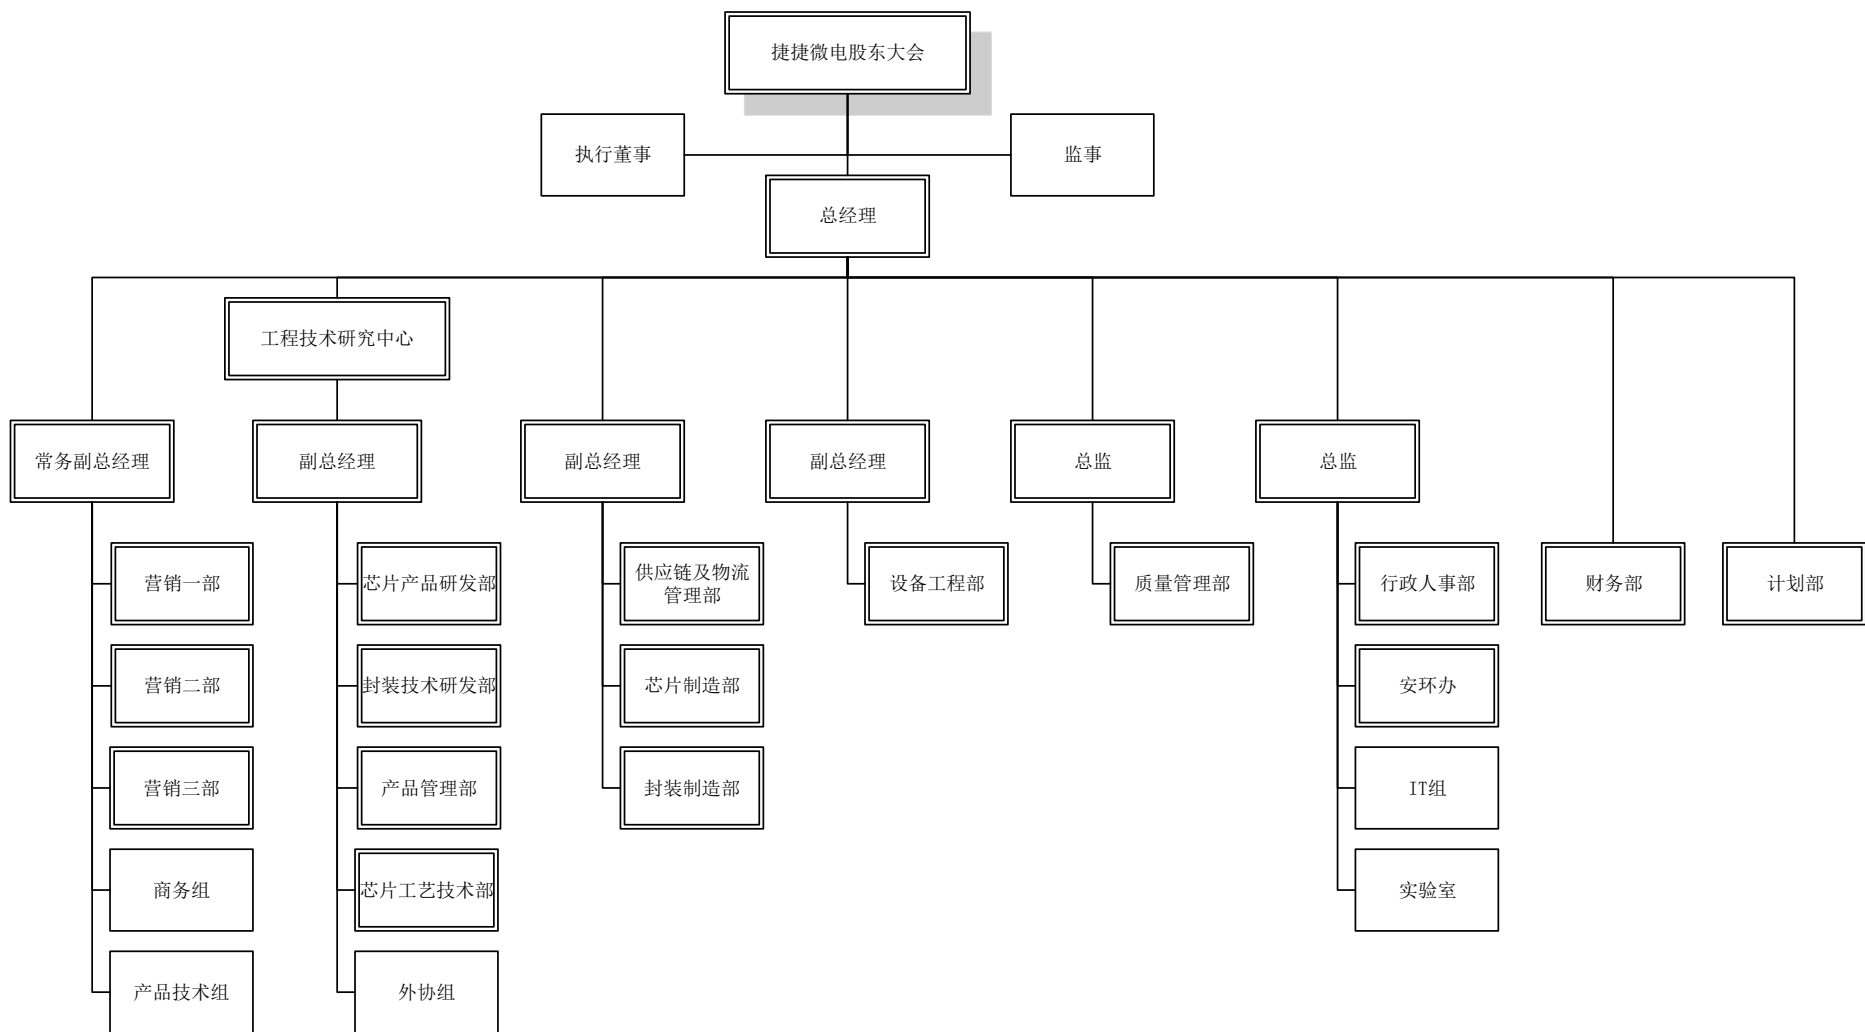 捷捷微电股东大会
执行董事
监事
总经理
工程技术研究中心
常务副总经理
副总经理
副总经理
副总经理
总监
总监
营销一部
芯片产品研发部
供应链及物流
管理部
设备工程部
质量管理部
行政人事部
财务部
计划部
营销二部
封装技术研发部
芯片制造部
安环办
营销三部
产品管理部
封装制造部
IT组
商务组
芯片工艺技术部
实验室
产品技术组
外协组